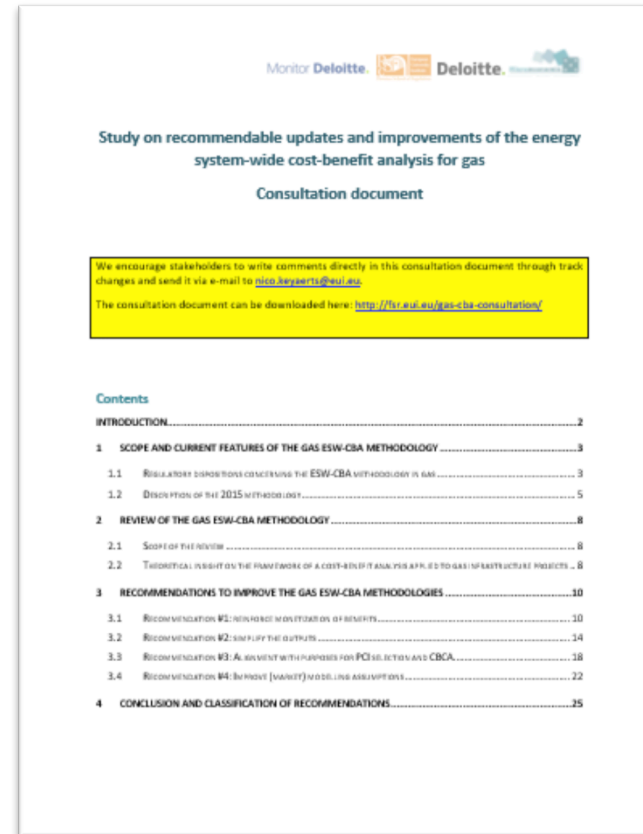 Monitor Deloitte. Deloitte.
Study on recommendable updates and improvements of the energy
system-wide cost-benefit analysis for gas
Consultation document
We encourage stakeholders to write comments directly in this consultation document through track
changes and send it via e-mail to nico.keyaerts@eui.eu.
The consultation document can be downloaded here: http://fsr.eui.eu/gas-cba-consultation/
Contents
INTRODUCTION 2
1 SCOPE AND CURRENT FEATURES OF THE GAS ESW-CBA METHODOLOGY 3
1.1 REGULATORY DISPOSITIONS CONCERNING THE ESW-CBA METHODOLOGY IN GAS 3
1.2 DESCRIPTION OF THE 2015 METHODOLOGY 5
2 REVIEW OF THE GAS ESW-CBA METHODOLOGY 8
2.1 SCOPE OF THE REVIEW 8
2.2 THEORETICAL INSIGHT ON THE FRAMEWORK OF A COST-BENEFIT ANALYSIS APPLIED TO GAS INFRASTRUCTURE PROJECTS 8
3 RECOMMENDATIONS TO IMPROVE THE GAS ESW-CBA METHODOLOGIES 10
3.1 RECOMMENDATION #1: REINFORCE MONETIZATION OF BENEFITS 10
3.2 RECOMMENDATION #2: SIMPLIFY THE OUTPUTS 14
3.3 RECOMMENDATION #3: ALIGNMENT WITH PURPOSES FOR PCI SELECTION AND CBCA 18
3.4 RECOMMENDATION #4: IMPROVE (MARKET) MODELLING ASSUMPTIONS 22
4 CONCLUSION AND CLASSIFICATION OF RECOMMENDATIONS 25